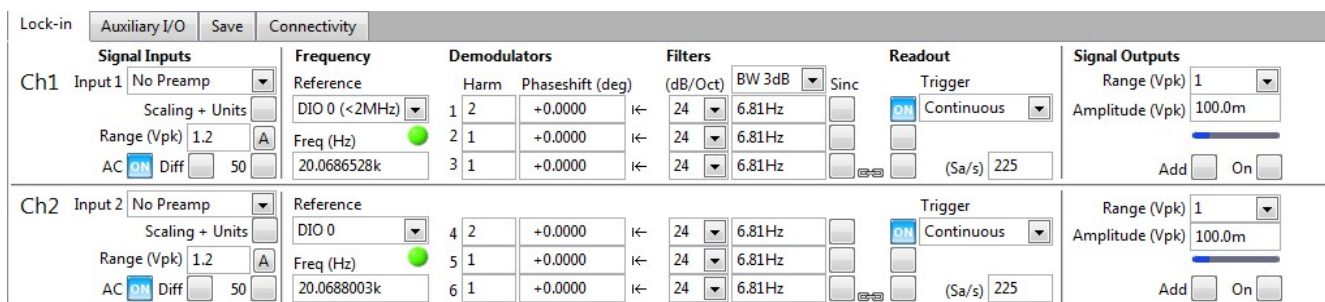 Lock-in Auxiliary I/O Save Connectivity
Signal Inputs Frequency Demodulators Filters Readout Signal Outputs
Ch1 Input 1 No Preamp Reference Harm Phaseshift (deg) (dB/Oct) BW 3dB Sinc Trigger Range (Vpk) 1
Scaling + Units DIO 0 (<2MHz) 1 2 +0.0000 24 6.81Hz ON Continuous Amplitude (Vpk) 100.0m
Range (Vpk) 1.2 A Freq (Hz) 2 1 +0.0000 24 6.81Hz
AC ON Diff 50 20.0686528k 3 1 +0.0000 24 6.81Hz (Sa/s) 225 Add On
Ch2 Input 2 No Preamp Reference Trigger Range (Vpk) 1
Scaling + Units DIO 0 4 2 +0.0000 24 6.81Hz ON Continuous Amplitude (Vpk) 100.0m
Range (Vpk) 1.2 A Freq (Hz) 5 1 +0.0000 24 6.81Hz
AC ON Diff 50 20.0688003k 6 1 +0.0000 24 6.81Hz (Sa/s) 225 Add On